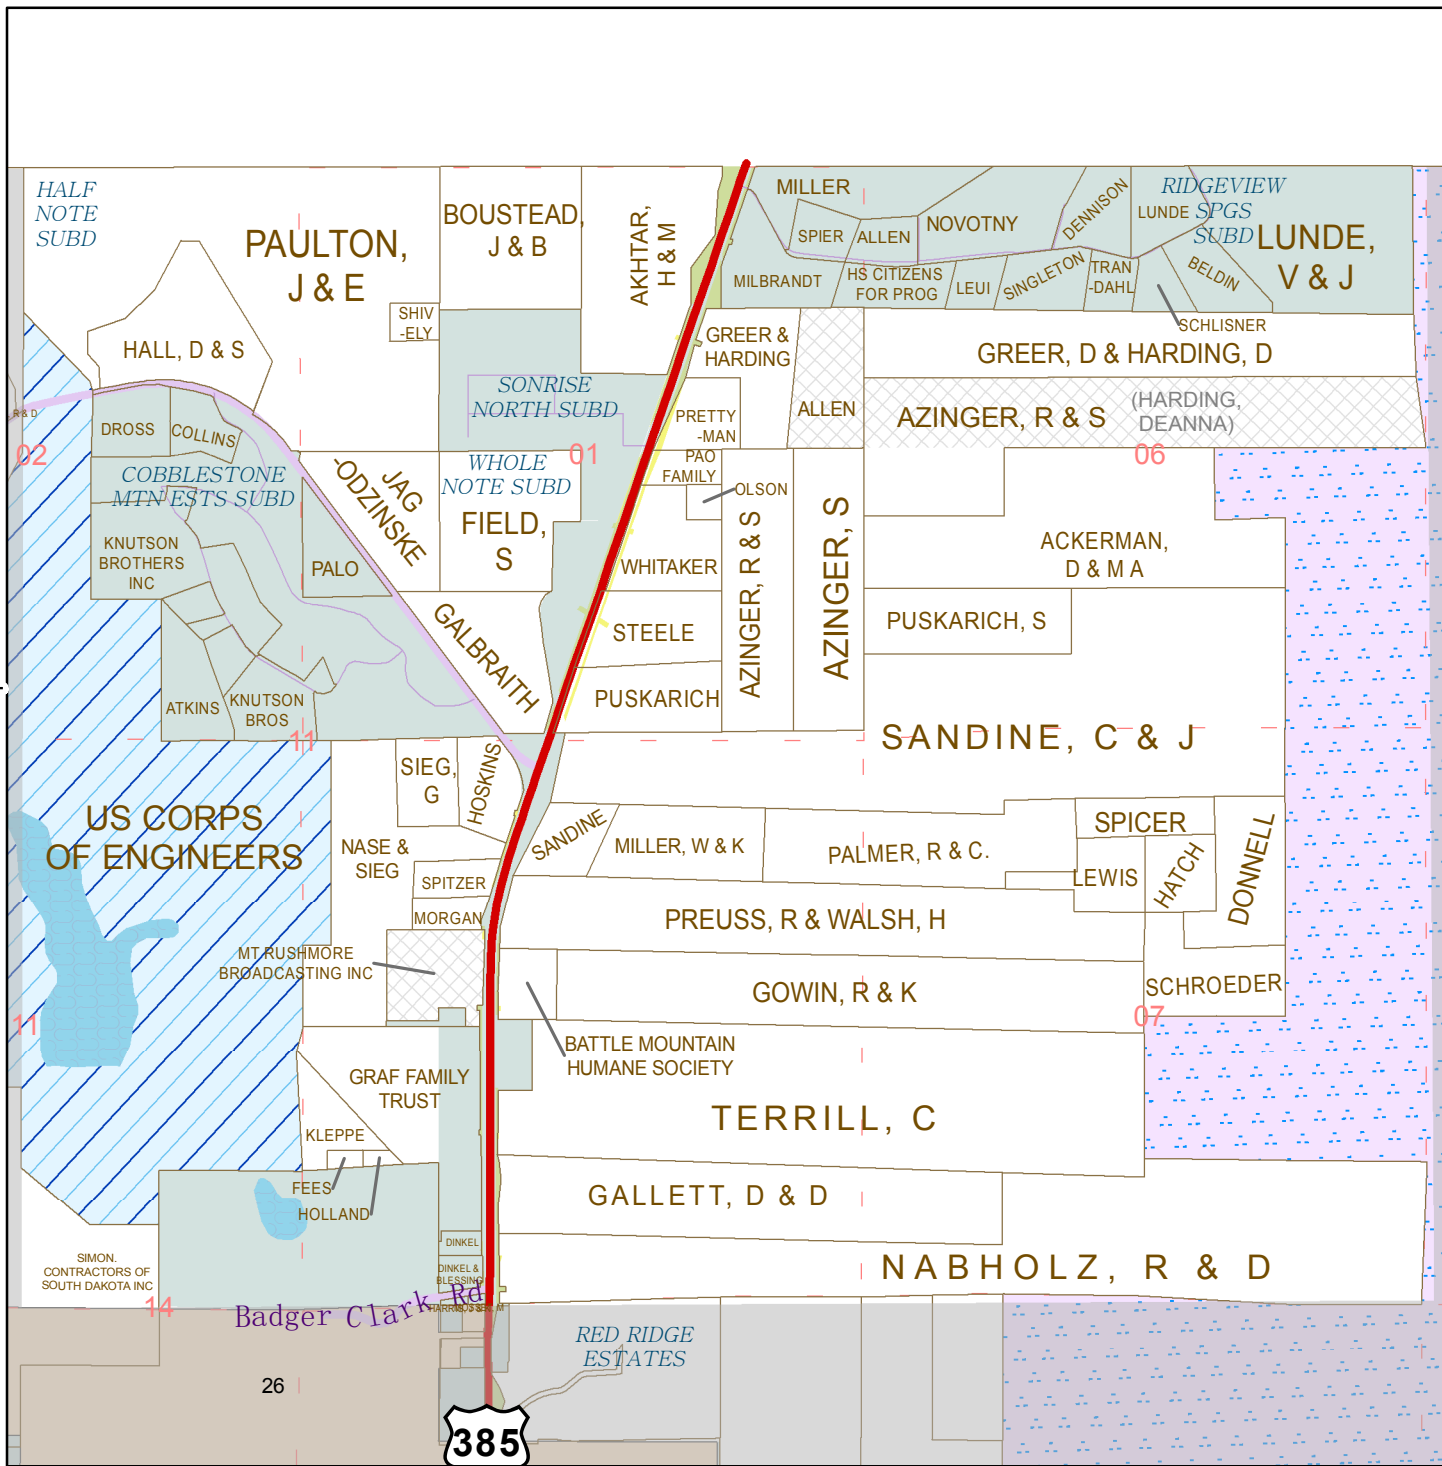 HALF
NOTE
SUBD
PAULTON,
J & E
BOUSTEAD,
J & B
AKHTAR,
H & M
MILLER
SPIER
ALLEN
NOVOTNY
DENNISON
LUNDE
RIDGEVIEW
SPGS
SUBD
LUNDE,
V & J
MILBRANDT
HS CITIZENS
FOR PROG
LEUI
SINGLETON
TRAN
-DAHL
BELDIN
SCHLISNER
SHIV
-ELY
HALL, D & S
GREER &
HARDING
GREER, D & HARDING, D
SONRISE
NORTH SUBD
PRETTY
-MAN
ALLEN
AZINGER, R & S
(HARDING,
DEANNA)
R & D
DROSS
COLLINS
02
01
06
COBBLESTONE
MTN ESTS SUBD
JAG
-ODZINSKE
WHOLE
NOTE SUBD
FIELD,
S
PAO
FAMILY
OLSON
AZINGER, R & S
AZINGER, S
ACKERMAN,
D & M A
KNUTSON
BROTHERS
INC
PALO
WHITAKER
GALBRAITH
STEELE
PUSKARICH, S
PUSKARICH
ATKINS
KNUTSON
BROS
11
SANDINE, C & J
SIEG,
G
HOSKINS
US CORPS
OF ENGINEERS
NASE &
SIEG
SANDINE
MILLER, W & K
PALMER, R & C.
SPICER
LEWIS
HATCH
DONNELL
SPITZER
MORGAN
PREUSS, R & WALSH, H
MT RUSHMORE
BROADCASTING INC
GOWIN, R & K
SCHROEDER
11
07
BATTLE MOUNTAIN
HUMANE SOCIETY
GRAF FAMILY
TRUST
TERRILL, C
KLEPPE
FEES
HOLLAND
GALLETT, D & D
DINKEL
DINKEL &
BLESSING
SIMON.
CONTRACTORS OF
SOUTH DAKOTA INC
NABHOLZ, R & D
14
Badger Clark Rd
RED RIDGE
ESTATES
26
385